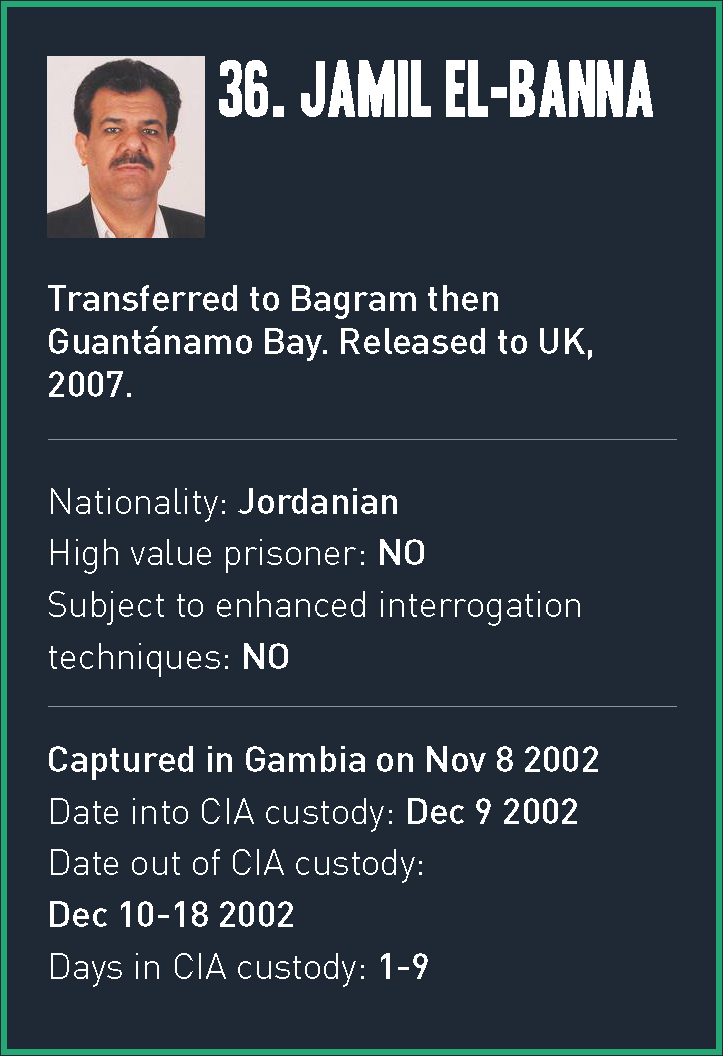 36. JAMIL EL-BANNA
Transferred to Bagram then
Guantánamo Bay. Released to UK,
2007.
Nationality: Jordanian
High value prisoner: NO
Subject to enhanced interrogation
techniques: NO
Captured in Gambia on Nov 8 2002
Date into CIA custody: Dec 9 2002
Date out of CIA custody:
Dec 10-18 2002
Days in CIA custody: 1-9